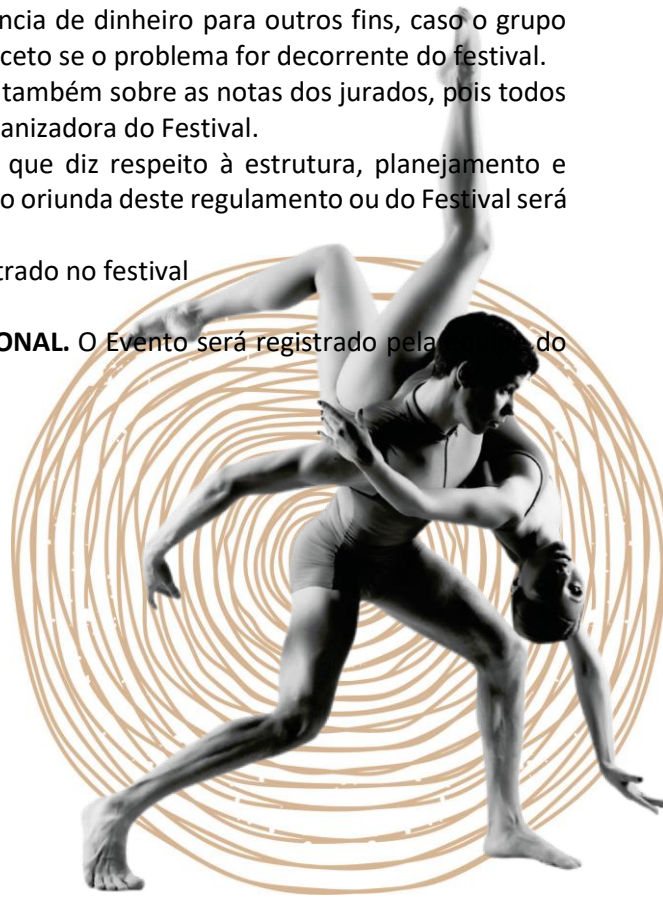 ncia de dinheiro para outros fins, caso o grupo
ceto se o problema for decorrente do festival.
também sobre as notas dos jurados, pois todos
anizadora do Festival.
que diz respeito à estrutura, planejamento e
o oriunda deste regulamento ou do Festival será
trado no festival
ONAL. O Evento será registrado pela do